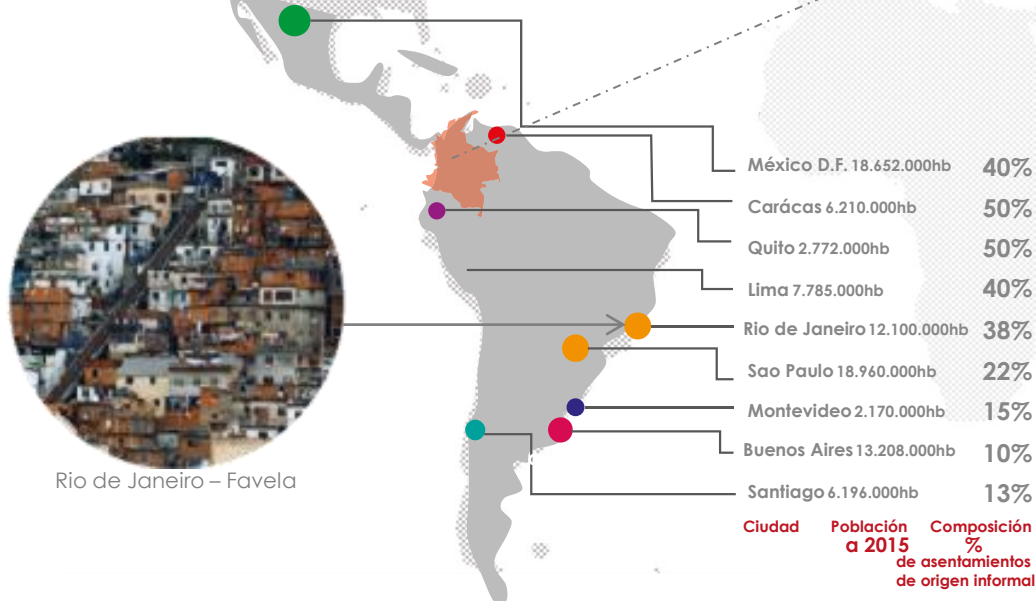 México D.F. 18.652.000hb 40%
Carácas 6.210.000hb 50%
Quito 2.772.000hb 50%
Lima 7.785.000hb 40%
Rio de Janeiro 12.100.000hb 38%
Sao Paulo 18.960.000hb 22%
Montevideo 2.170.000hb 15%
Buenos Aires 13.208.000hb 10%
Santiago 6.196.000hb 13%
Rio de Janeiro – Favela
Ciudad Población Composición
a 2015 %
de asentamientos
de origen informal